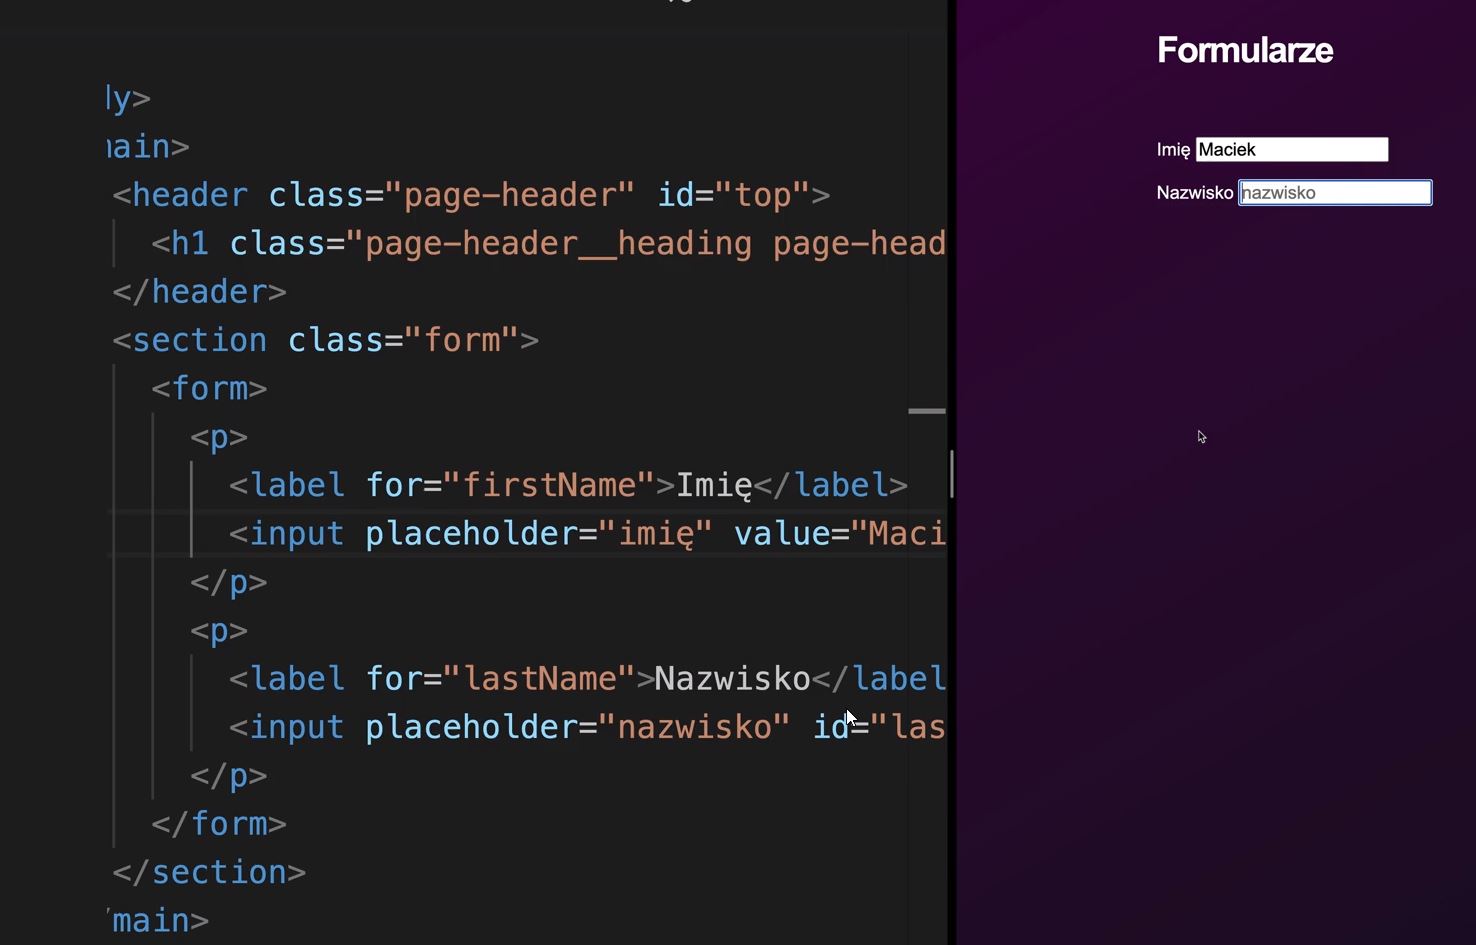 ly>
main>
<header class="page-header" id="top">
<h1 class="page-header__heading page-head
</header>
<section class="form">
<form>
<p>
<label for="firstName">Imię</label>
<input placeholder="imię" value="Maci
</p>
<p>
<label for="lastName">Nazwisko</label
<input placeholder="nazwisko" id="las
</p>
</form>
</section>
/main>
Formularze
Imię Maciek
Nazwisko nazwisko